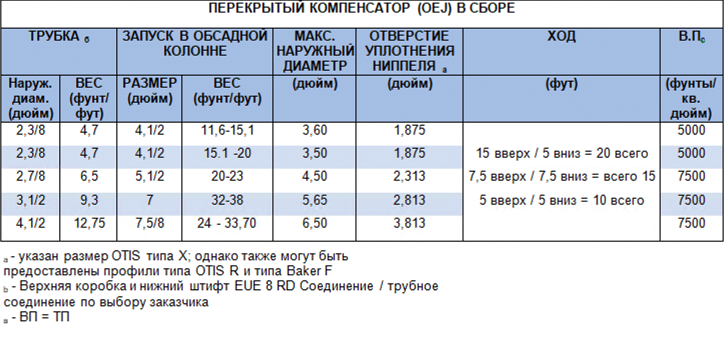 ПЕРЕКРЫТЫЙ КОМПЕНСАТОР (OEJ) В СБОРЕ
ТРУБКА б ЗАПУСК В ОБСАДНОЙ КОЛОННЕ МАКС. НАРУЖНЫЙ ДИАМЕТР ОТВЕРСТИЕ УПЛОТНЕНИЯ НИППЕЛЯ а ХОД В.Пс
Наруж. диам. (дюйм) ВЕС (фунт/фут) РАЗМЕР (дюйм) ВЕС (фунт/фут) (дюйм) (дюйм) (фут) (фунты/кв. дюйм)
2,3/8 4,7 4,1/2 11,6-15,1 3,60 1,875 5000
2,3/8 4,7 4,1/2 15.1 -20 3,50 1,875 15 вверх / 5 вниз = 20 всего 5000
2,7/8 6,5 5,1/2 20-23 4,50 2,313 7,5 вверх / 7,5 вниз = всего 15 7500
3,1/2 9,3 7 32-38 5,65 2,813 5 вверх / 5 вниз = 10 всего 7500
4,1/2 12,75 7,5/8 24 - 33,70 6,50 3,813 7500
а - указан размер OTIS типа X; однако также могут быть
предоставлены профили типа OTIS R и типа Baker F
b - Верхняя коробка и нижний штифт EUE 8 RD Соединение / трубное
соединение по выбору заказчика
а - ВП = ТП